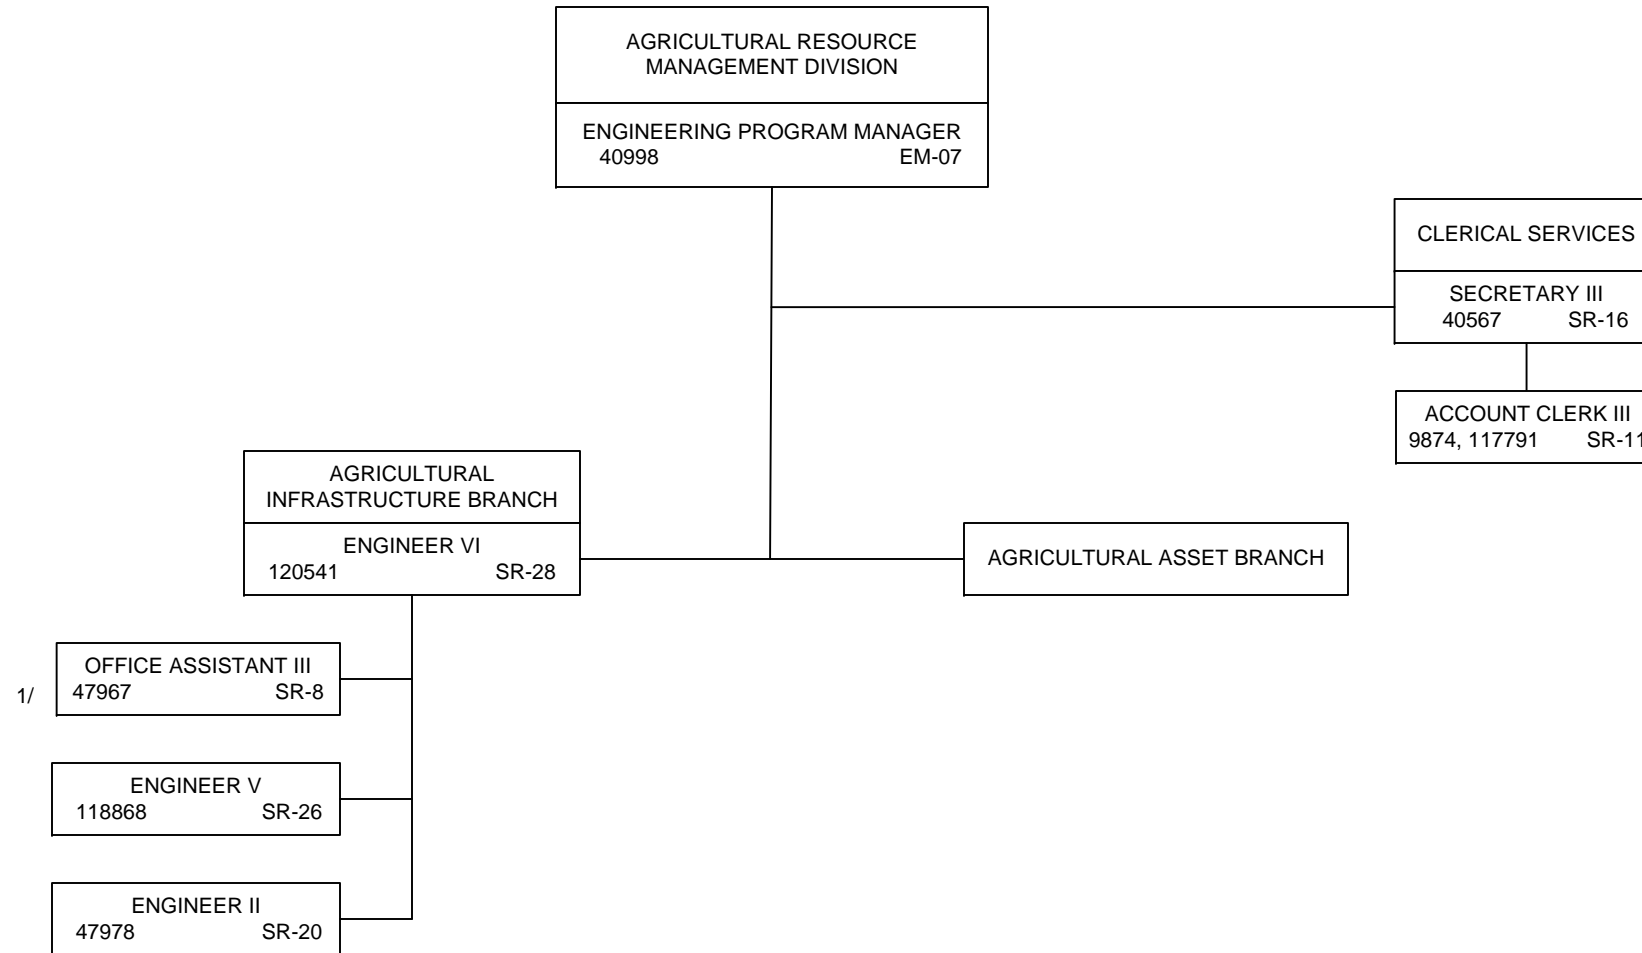 AGRICULTURAL RESOURCE
MANAGEMENT DIVISION
ENGINEERING PROGRAM MANAGER
40998 EM-07
CLERICAL SERVICES
SECRETARY III
40567 SR-16
ACCOUNT CLERK III
9874, 117791 SR-11
AGRICULTURAL
INFRASTRUCTURE BRANCH
ENGINEER VI
120541 SR-28
AGRICULTURAL ASSET BRANCH
OFFICE ASSISTANT III
1/ 47967 SR-8
ENGINEER V
118868 SR-26
ENGINEER II
47978 SR-20